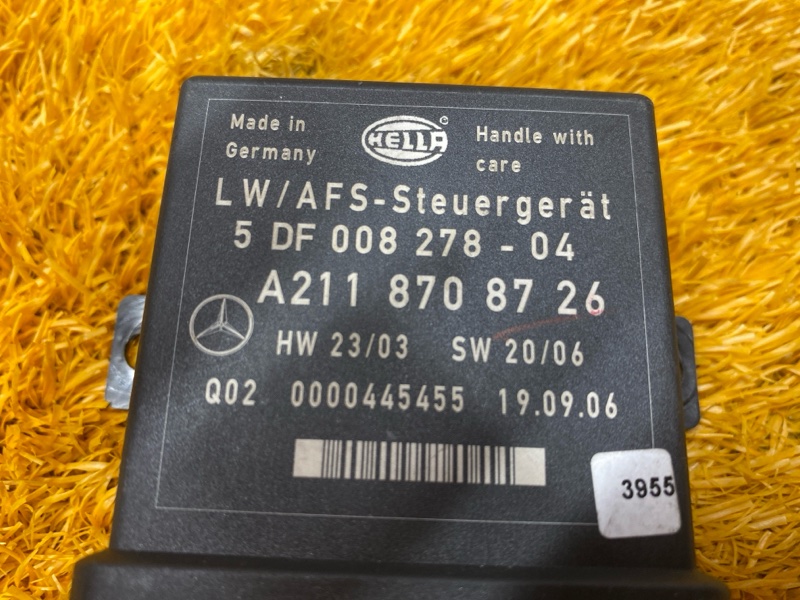 Made in
Germany
HELLA
Handle with
care
LW/AFS-Steuergerät
5 DF 008 278 - 04
A211 870 87 26
HW 23/03 SW 20/06
Q02 0000445455 19.09.06
3955